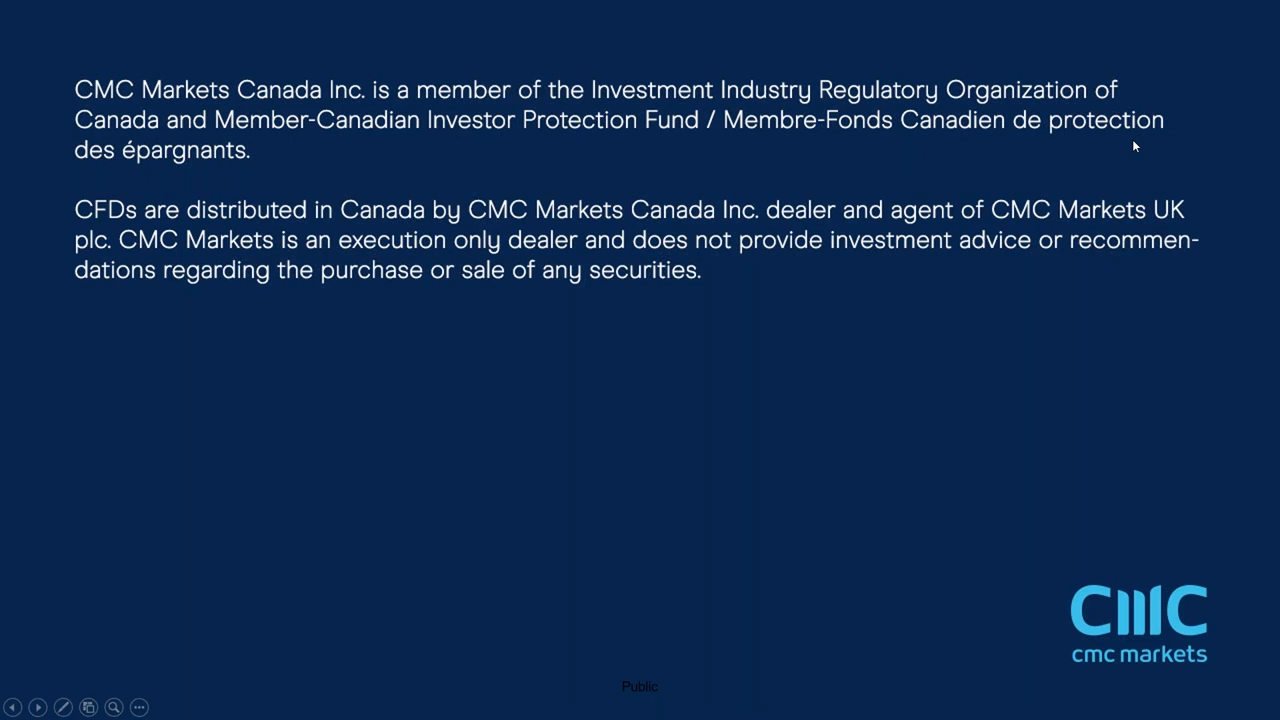 CMC Markets Canada Inc. is a member of the Investment Industry Regulatory Organization of
Canada and Member-Canadian Investor Protection Fund / Membre-Fonds Canadien de protection
des épargnants.
CFDs are distributed in Canada by CMC Markets Canada Inc. dealer and agent of CMC Markets UK
plc. CMC Markets is an execution only dealer and does not provide investment advice or recommen-
dations regarding the purchase or sale of any securities.
CMC
cmc markets
Public